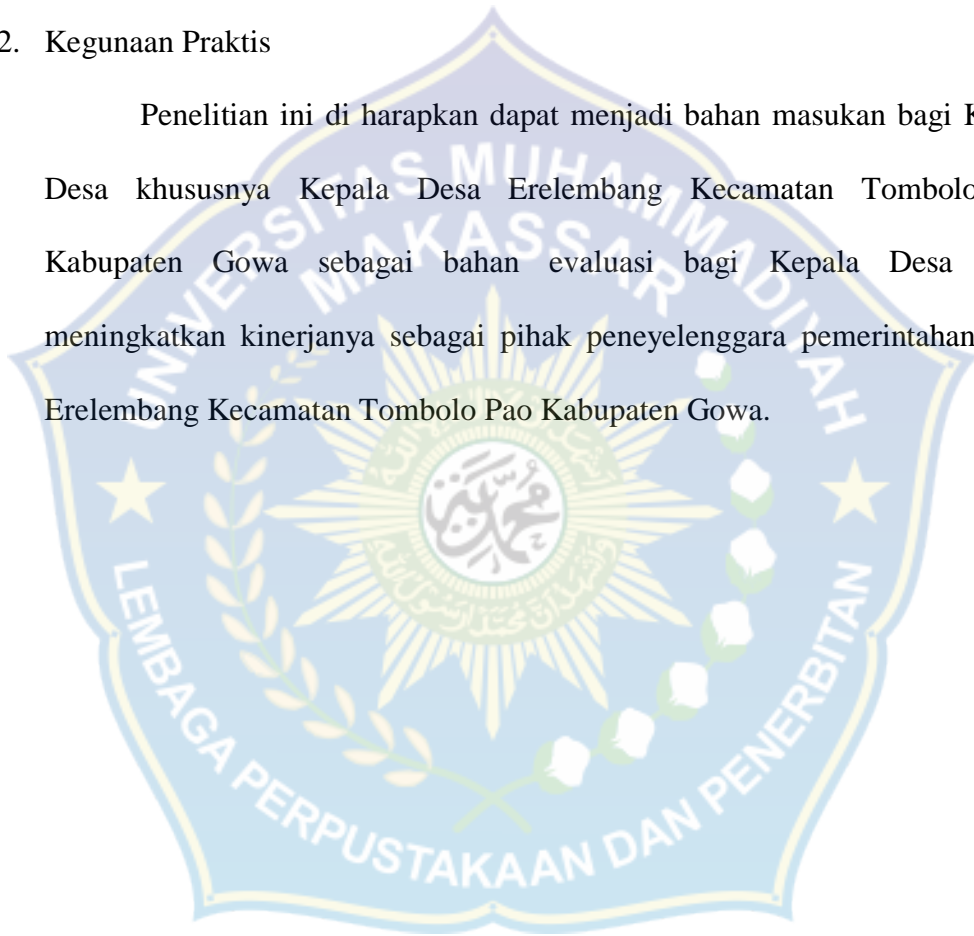 2. Kegunaan Praktis
Penelitian ini di harapkan dapat menjadi bahan masukan bagi
Desa khususnya Kepala Desa Erelembang Kecamatan Tombolo
Kabupaten Gowa sebagai bahan evaluasi bagi Kepala Desa
meningkatkan kinerjanya sebagai pihak peneyelenggara pemerintahan
Erelembang Kecamatan Tombolo Pao Kabupaten Gowa.
UNIVERSITAS MUHAMMADIYAH
MAKASSAR
LEMBAGA PERPUSTAKAAN DAN PENERBITAN